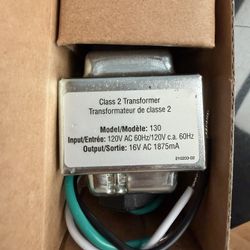 Class 2 Transformer
Transformateur de classe 2
Model/Modèle: 130
Input/Entrée: 120V AC 60Hz/120V c.a. 60Hz
Output/Sortie: 16V AC 1875mA